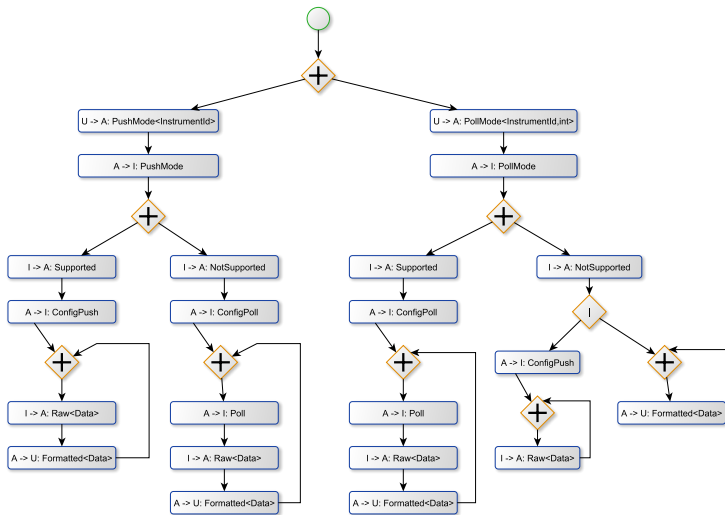 U -> A: PushMode<InstrumentId>
U -> A: PollMode<InstrumentId,int>
A -> I: PushMode
A -> I: PollMode
I -> A: Supported
I -> A: NotSupported
I -> A: Supported
I -> A: NotSupported
A -> I: ConfigPush
A -> I: ConfigPoll
A -> I: ConfigPoll
I
A -> I: ConfigPush
I -> A: Raw<Data>
A -> I: Poll
A -> I: Poll
A -> U: Formatted<Data>
A -> U: Formatted<Data>
I -> A: Raw<Data>
I -> A: Raw<Data>
I -> A: Raw<Data>
A -> U: Formatted<Data>
A -> U: Formatted<Data>